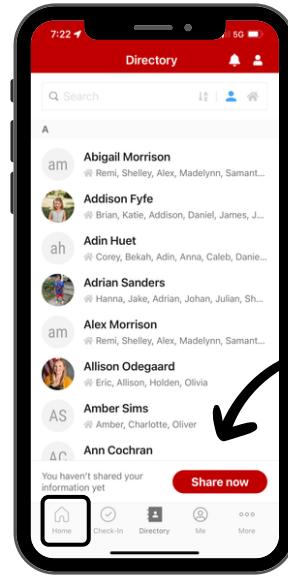 7:22
5G
Directory
Search
A
am
Abigail Morrison
Remi, Shelley, Alex, Madelynn, Samant...
Addison Fyfe
Brian, Katie, Addison, Daniel, James, J...
ah
Adin Huet
Corey, Bekah, Adin, Anna, Caleb, Danie...
Adrian Sanders
Hanna, Jake, Adrian, Johan, Julian, Sh...
am
Alex Morrison
Remi, Shelley, Alex, Madelynn, Samant...
Allison Odegaard
Eric, Allison, Holden, Olivia
AS
Amber Sims
Amber, Charlotte, Oliver
AC
Ann Cochran
You haven't shared your
information yet
Share now
Home
Check-In
Directory
Me
More